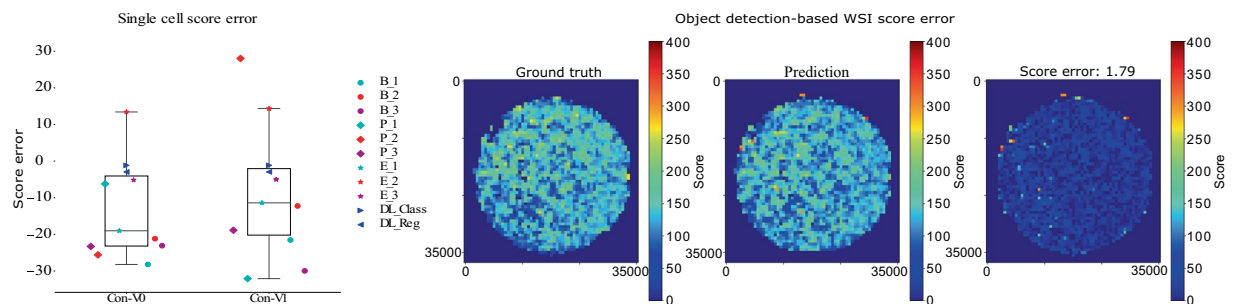 Single cell score error
Object detection-based WSI score error
Score error
30
20
10
0
−10
−20
−30
Con-V0
Con-V1
B_1
B_2
B_3
P_1
P_2
P_3
E_1
E_2
E_3
DL_Class
DL_Reg
Ground truth
0
35000
0
35000
400
350
300
250
200
150
100
50
0
Score
Prediction
0
35000
0
35000
400
350
300
250
200
150
100
50
0
Score
Score error: 1.79
0
35000
0
35000
400
350
300
250
200
150
100
50
0
Score